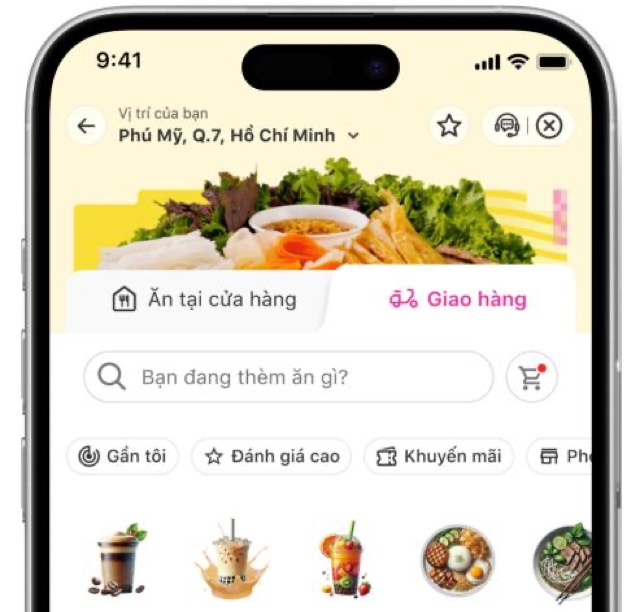 9:41
Vị trí của bạn
Phú Mỹ, Q.7, Hồ Chí Minh
Ăn tại cửa hàng
Giao hàng
Bạn đang thèm ăn gì?
Gần tôi
Đánh giá cao
Khuyến mãi